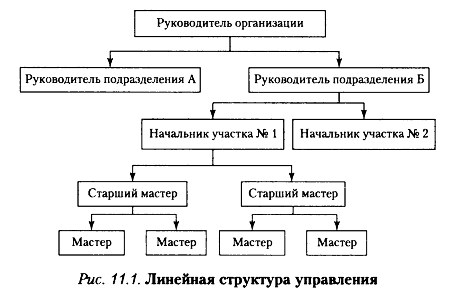 Руководитель организации
Руководитель подразделения А
Руководитель подразделения Б
Начальник участка № 1
Начальник участка № 2
Старший мастер
Старший мастер
Мастер
Мастер
Мастер
Мастер
Рис. 11.1. Линейная структура управления